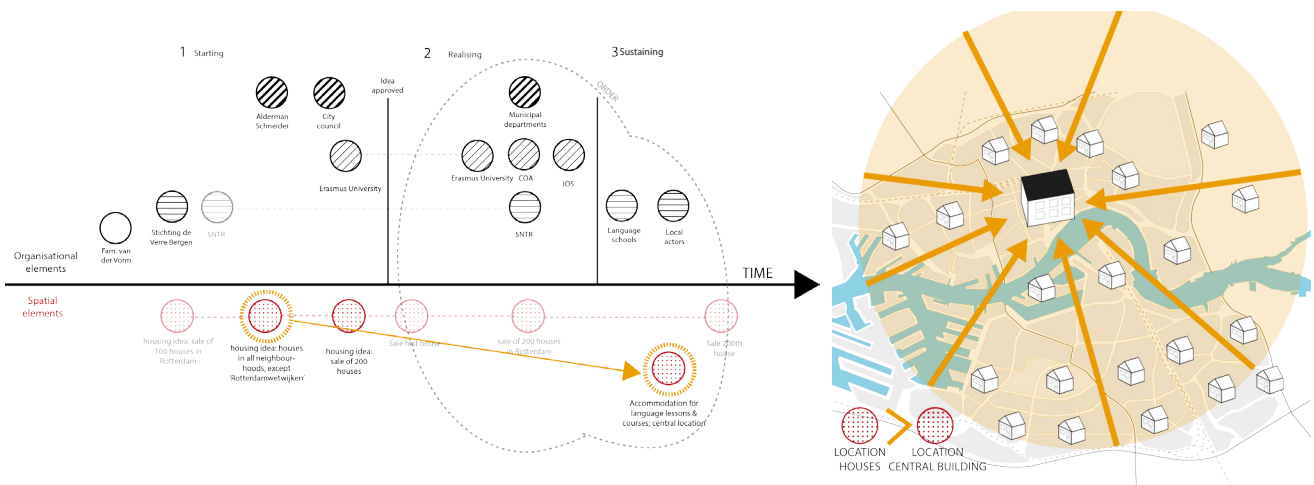 1 Starting
2 Realising
3 Sustaining
Idea
approved
ORDER
Alderman
Schneider
City
council
Municipal
departments
Erasmus University
Erasmus University
COA
IOS
Fam. van
der Vorm
Stichting de
Verre Bergen
SNTR
SNTR
Language
schools
Local
actors
Organisational
elements
TIME
Spatial
elements
housing idea: sale of
100 houses in
Rotterdam
housing idea: houses
in all neighbour-
hoods, except
'Rotterdamwetwijken'
housing idea:
sale of 200
houses
Sale first house
sale of 200 houses
in Rotterdam
Sale 200th
house
Accommodation for
language lessons &
courses; central location
LOCATION
HOUSES
LOCATION
CENTRAL BUILDING